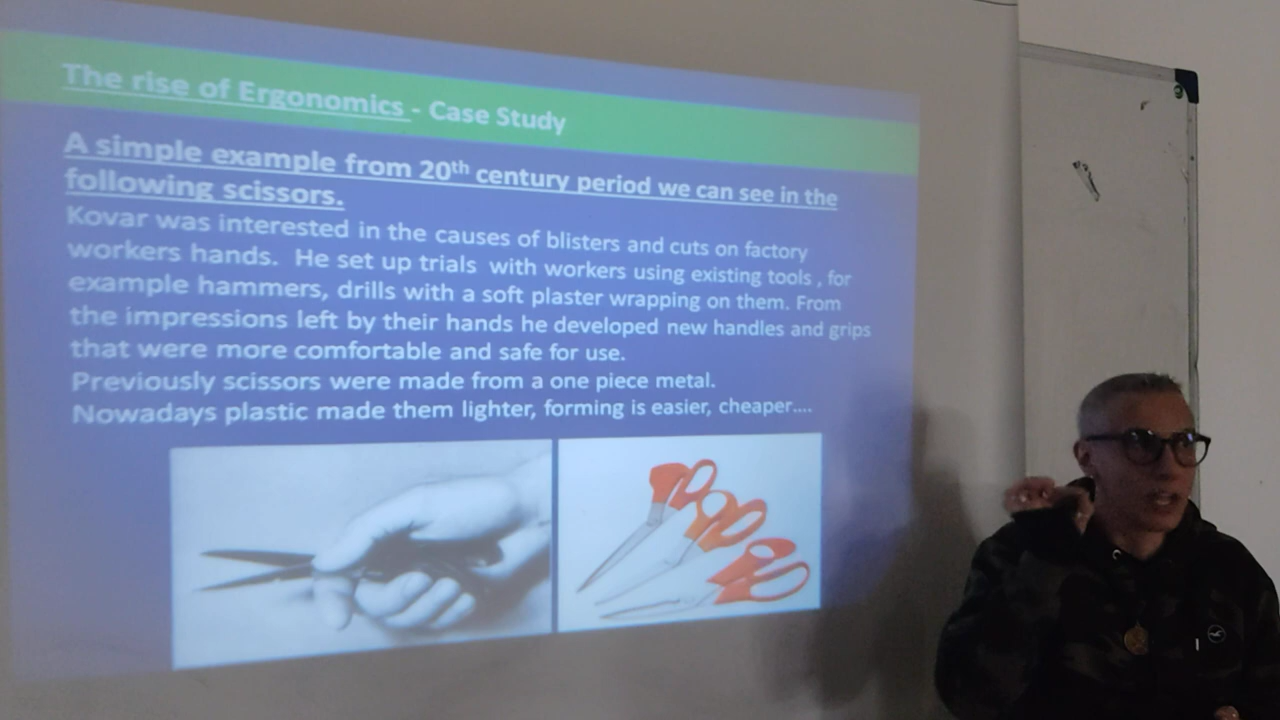 The rise of Ergonomics - Case Study
A simple example from 20th century period we can see in the
following scissors.
Kovar was interested in the causes of blisters and cuts on factory
workers hands.  He set up trials  with workers using existing tools , for
example hammers, drills with a soft plaster wrapping on them. From
the impressions left by their hands he developed new handles and grips
that were more comfortable and safe for use.
Previously scissors were made from a one piece metal.
Nowadays plastic made them lighter, forming is easier, cheaper....